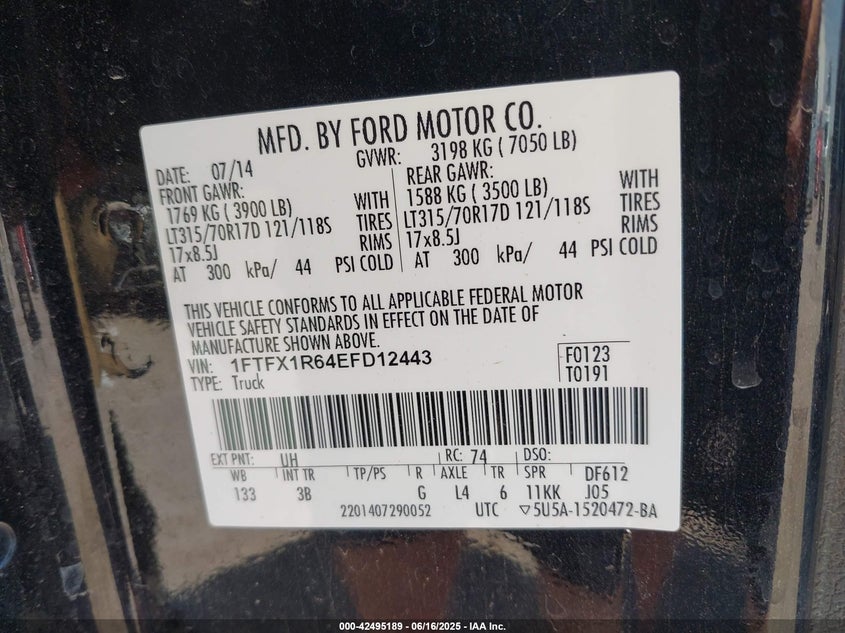 MFD. BY FORD MOTOR CO.
DATE: 07/14 GVWR: 3198 KG ( 7050 LB)
FRONT GAWR: REAR GAWR:
1769 KG ( 3900 LB) WITH 1588 KG ( 3500 LB) WITH
LT315/70R17D 121/118S TIRES LT315/70R17D 121/118S TIRES
17x8.5J RIMS 17x8.5J RIMS
AT 300 kPa/ 44 PSI COLD AT 300 kPa/ 44 PSI COLD
THIS VEHICLE CONFORMS TO ALL APPLICABLE FEDERAL MOTOR
VEHICLE SAFETY STANDARDS IN EFFECT ON THE DATE OF
MANUFACTURE SHOWN ABOVE.
VIN: 1FTFX1R64EFD12443 F0123
TYPE: Truck T0191
EXT PNT: UH RC: 74 DSO:
WB INT TR TP/PS R AXLE TR SPR DF612
133 3B G L4 6 11KK J05
2201407290052 UTC ▽5U5A-1520472-BA
000-42495189 - 06/16/2025 - IAA Inc.